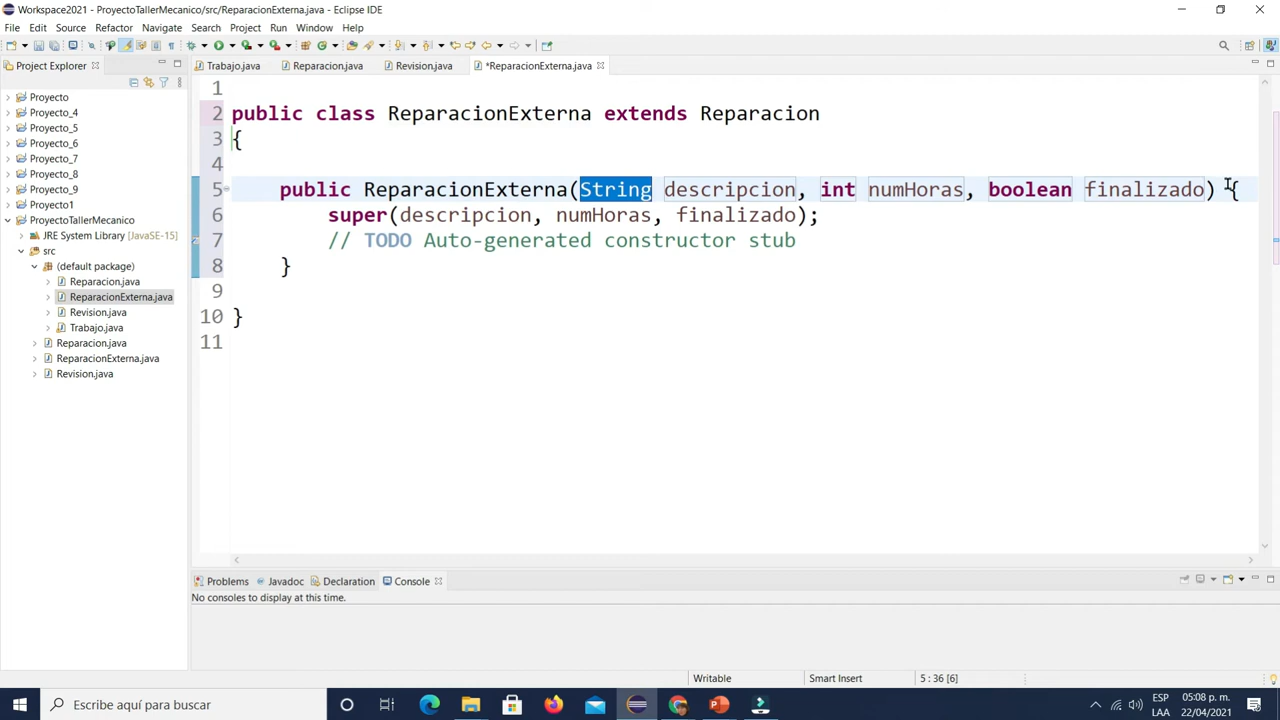 Workspace2021 - ProyectoTallerMecanico/src/ReparacionExterna.java - Eclipse IDE
File Edit Source Refactor Navigate Search Project Run Window Help
Project Explorer
Trabajo.java Reparacion.java Revision.java *ReparacionExterna.java
Proyecto
Proyecto_4
Proyecto_5
Proyecto_6
Proyecto_7
Proyecto_8
Proyecto_9
Proyecto1
ProyectoTallerMecanico
JRE System Library [JavaSE-15]
src
(default package)
Reparacion.java
ReparacionExterna.java
Revision.java
Trabajo.java
Reparacion.java
ReparacionExterna.java
Revision.java
1
2 public class ReparacionExterna extends Reparacion
3 {
4
5 public ReparacionExterna(String descripcion, int numHoras, boolean finalizado) {
6 super(descripcion, numHoras, finalizado);
7 // TODO Auto-generated constructor stub
8 }
9
10 }
11
Problems Javadoc Declaration Console
No consoles to display at this time.
Writable Smart Insert 5 : 36 [6]
Escribe aquí para buscar
ESP 05:08 p. m.
LAA 22/04/2021